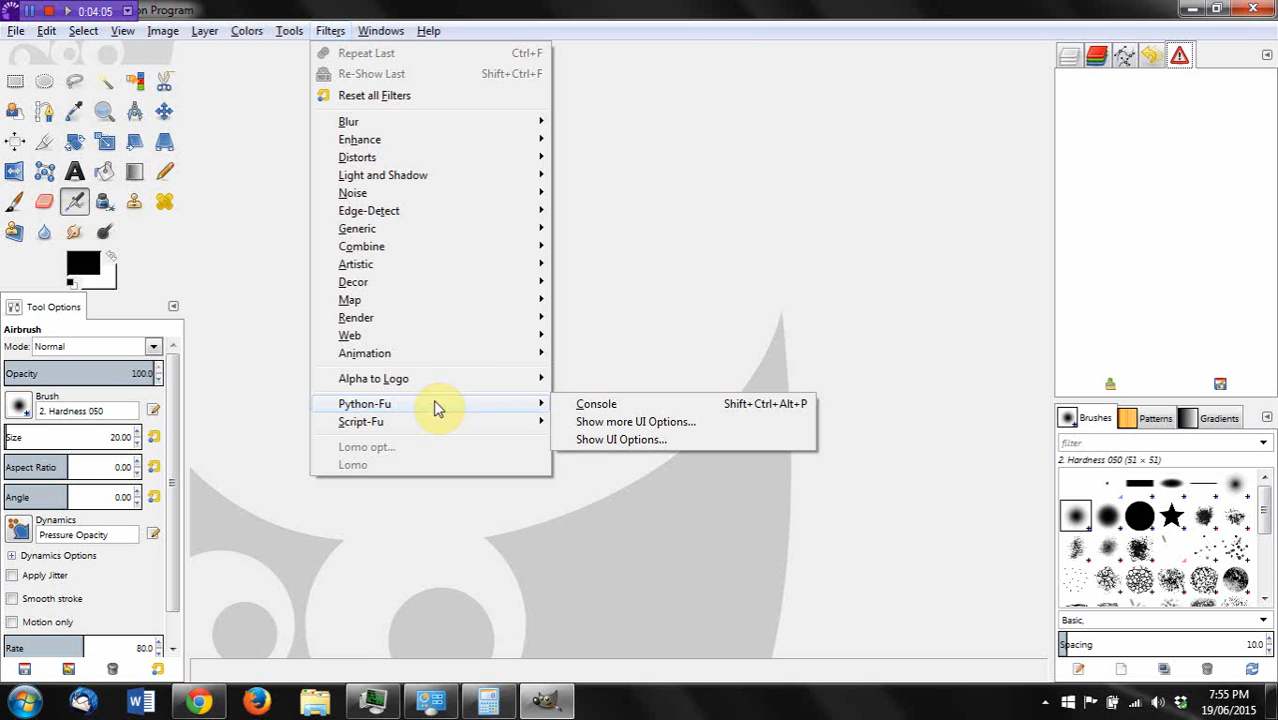 0:04:05
on Program
File Edit Select View Image Layer Colors Tools Filters Windows Help
Repeat Last Ctrl+F
Re-Show Last Shift+Ctrl+F
Reset all Filters
Blur
Enhance
Distorts
Light and Shadow
Noise
Edge-Detect
Generic
Combine
Artistic
Decor
Map
Render
Web
Animation
Alpha to Logo
Python-Fu
Script-Fu
Lomo opt...
Lomo
Console Shift+Ctrl+Alt+P
Show more UI Options...
Show UI Options...
Tool Options
Airbrush
Mode: Normal
Opacity 100.0
Brush
2. Hardness 050
Size 20.00
Aspect Ratio 0.00
Angle 0.00
Dynamics
Pressure Opacity
Dynamics Options
Apply Jitter
Smooth stroke
Motion only
Rate 80.0
Brushes Patterns Gradients
filter
2. Hardness 050 (51 × 51)
Basic,
Spacing 10.0
7:55 PM
19/06/2015